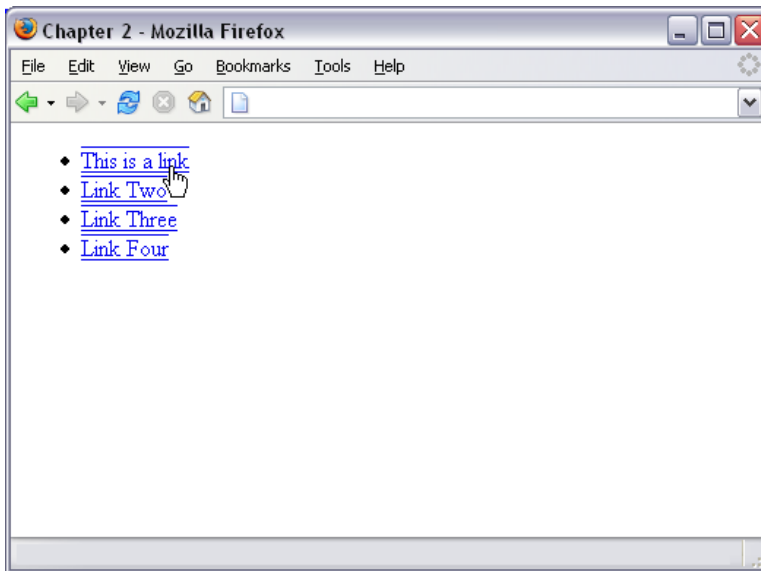 Chapter 2 - Mozilla Firefox
File Edit View Go Bookmarks Tools Help
This is a link
Link Two
Link Three
Link Four